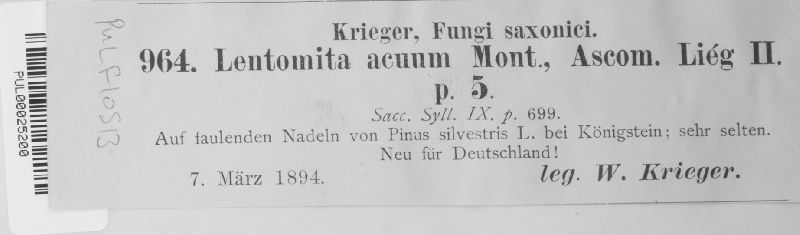 Krieger, Fungi saxonici.
964. Lentomita acuum Mont., Ascom. Liég II.
p. 5.
Sacc. Syll. IX. p. 699.
Auf faulenden Nadeln von Pinus silvestris L. bei Königstein; sehr selten.
Neu für Deutschland!
7. März 1894.
leg. W. Krieger.
PUL00025200
PUL F10513